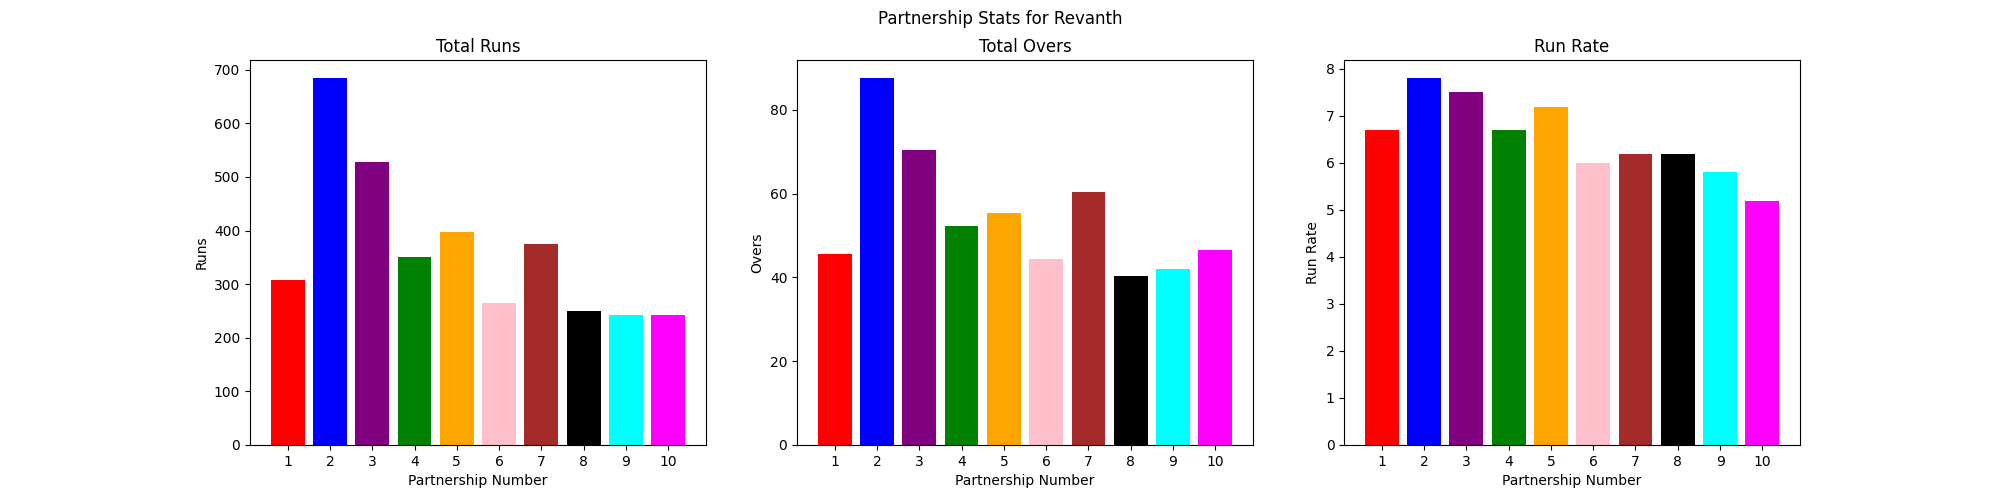 Partnership Stats for Revanth
Total Runs
700
600
500
400
300
200
100
0
Runs
1 2 3 4 5 6 7 8 9 10
Partnership Number
Total Overs
80
60
40
20
0
Overs
1 2 3 4 5 6 7 8 9 10
Partnership Number
Run Rate
8
7
6
5
4
3
2
1
0
Run Rate
1 2 3 4 5 6 7 8 9 10
Partnership Number